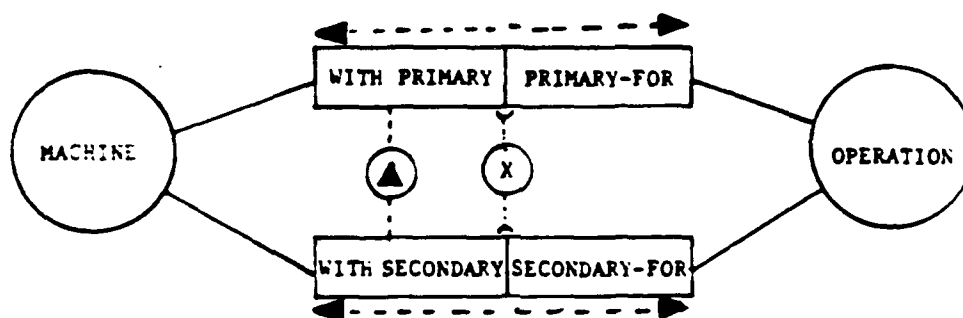 WITH PRIMARY PRIMARY-FOR
MACHINE
X
OPERATION
WITH SECONDARY SECONDARY-FOR